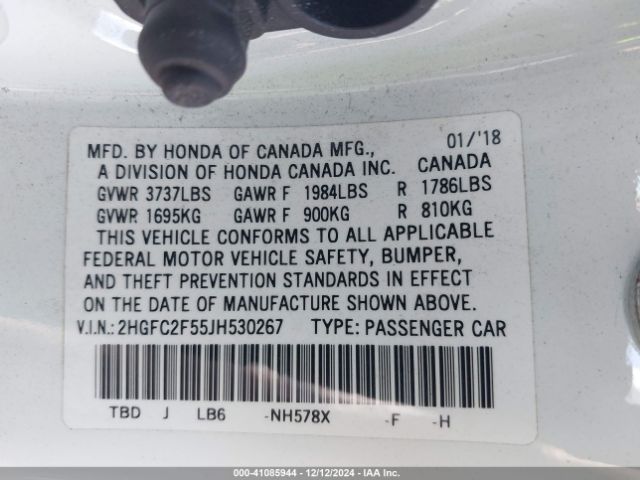 01/'18
MFD. BY HONDA OF CANADA MFG.,
A DIVISION OF HONDA CANADA INC. CANADA
GVWR 3737LBS GAWR F 1984LBS R 1786LBS
GVWR 1695KG GAWR F 900KG R 810KG
THIS VEHICLE CONFORMS TO ALL APPLICABLE
FEDERAL MOTOR VEHICLE SAFETY, BUMPER,
AND THEFT PREVENTION STANDARDS IN EFFECT
ON THE DATE OF MANUFACTURE SHOWN ABOVE.
V.I.N.: 2HGFC2F55JH530267 TYPE: PASSENGER CAR
TBD J LB6 -NH578X -F -H
000-41085944 - 12/12/2024 - IAA Inc.